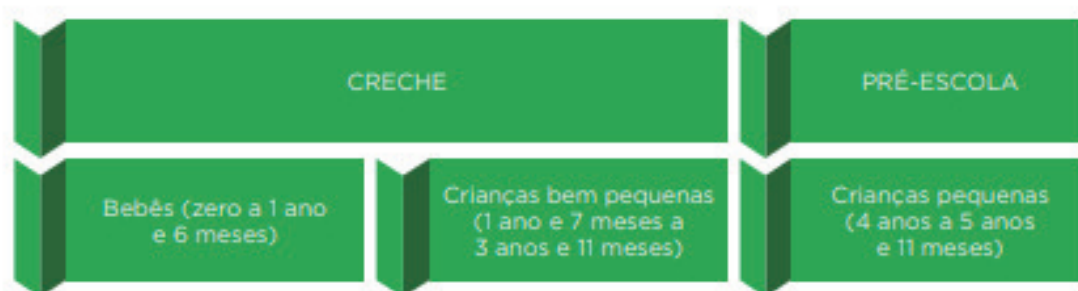 CRECHE
PRÉ-ESCOLA
Bebês (zero a 1 ano
e 6 meses)
Crianças bem pequenas
(1 ano e 7 meses a
3 anos e 11 meses)
Crianças pequenas
(4 anos a 5 anos
e 11 meses)